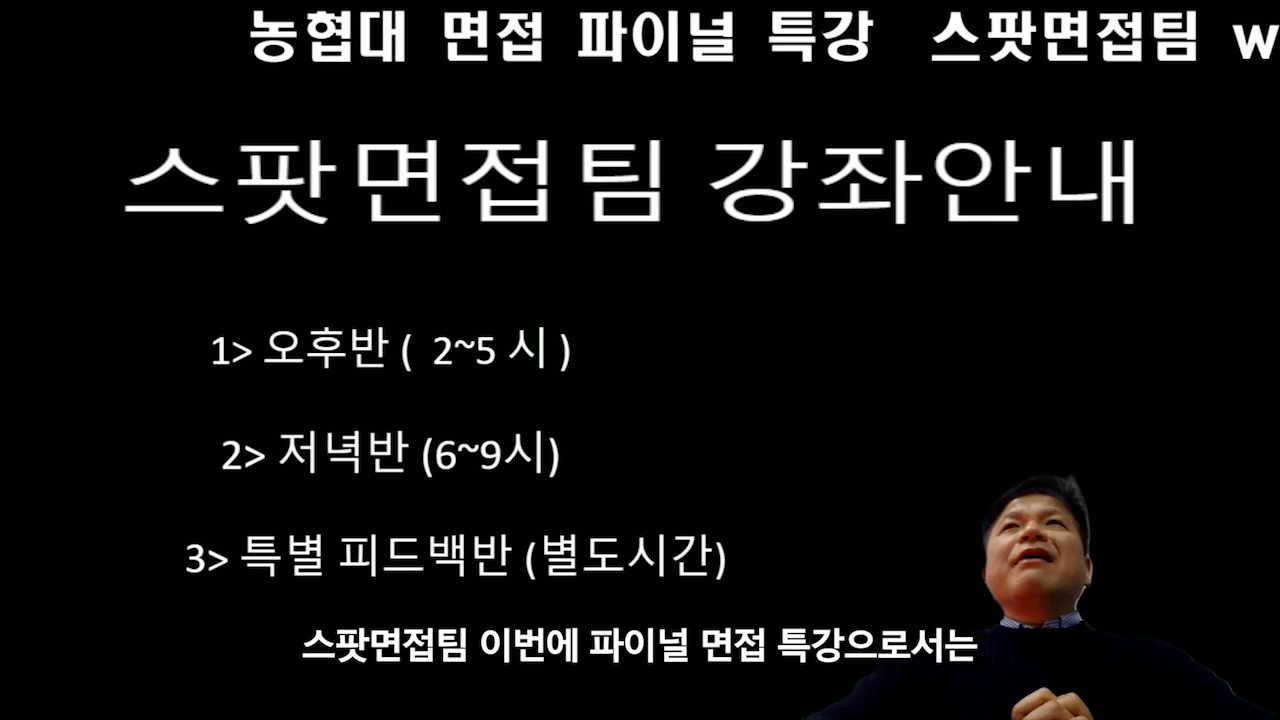 농협대 면접 파이널 특강 스팟면접팀 w
스팟면접팀 강좌안내
1> 오후반 ( 2~5 시 )
2> 저녁반 (6~9시)
3> 특별 피드백반 (별도시간)
스팟면접팀 이번에 파이널 면접 특강으로서는